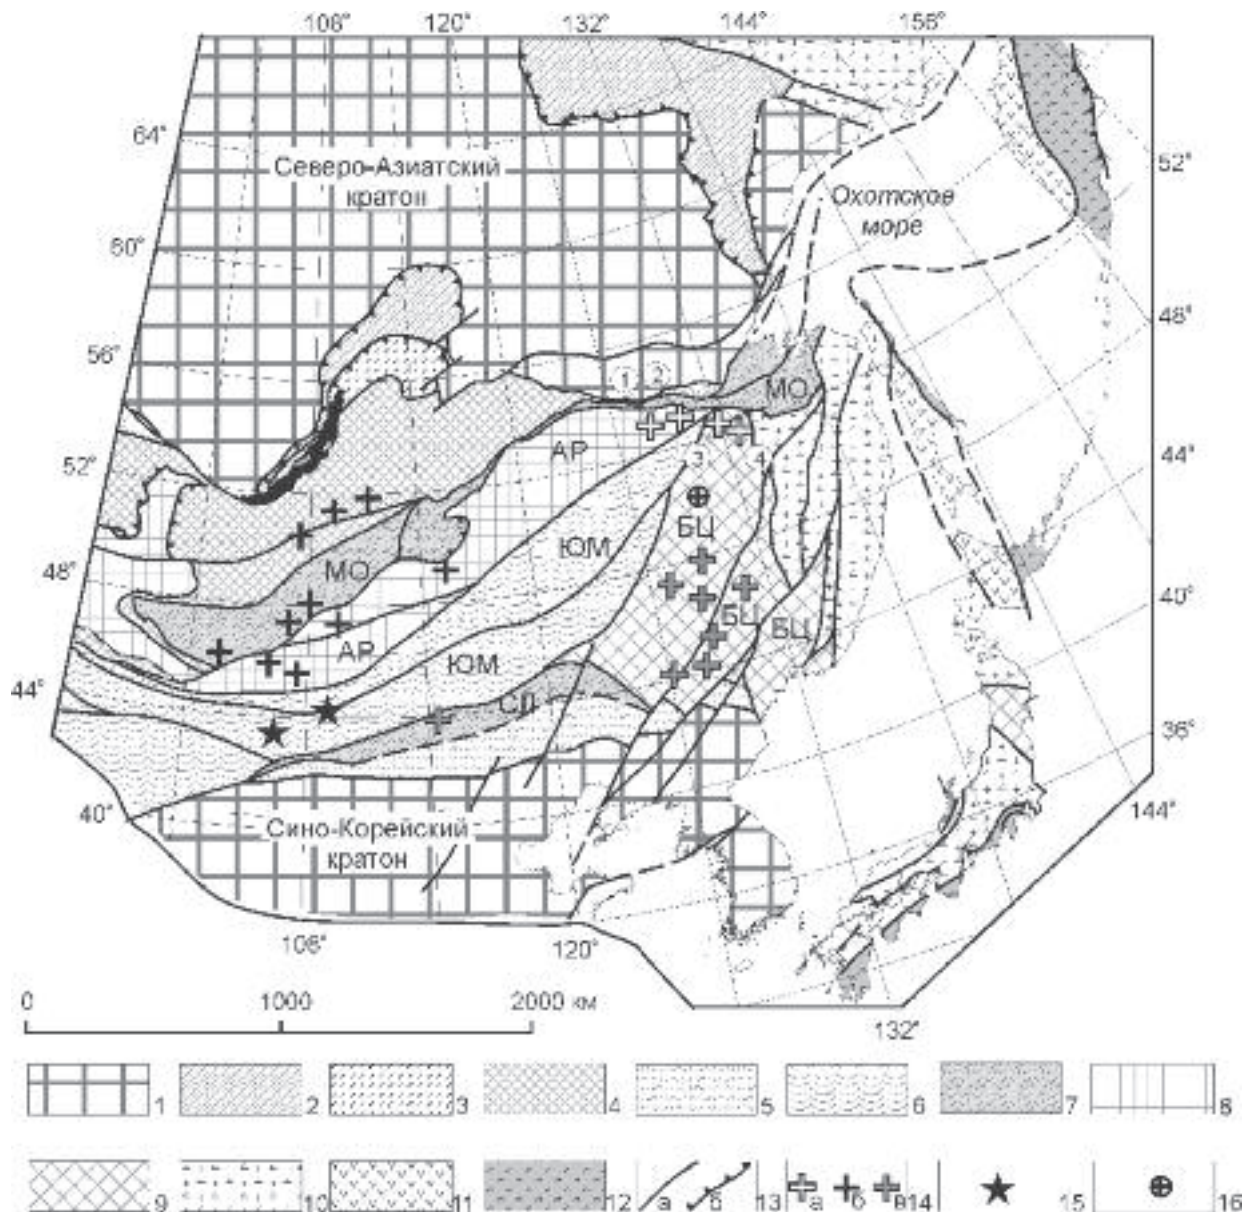 108° 120° 132° 144° 156°
64°
60°
56°
52°
48°
44°
40°
Северо-Азиатский
кратон
Охотское
море
52°
48°
44°
40°
36°
144°
1 2
МО
АР
3 4
БЦ
ЮМ
МО
БЦ БЦ
АР
ЮМ
СЛ
Сино-Корейский
кратон
106° 120°
132°
0 1000 2000 км
1 2 3 4 5 6 7 8
9 10 11 12 а б 13 а б в 14 15 16